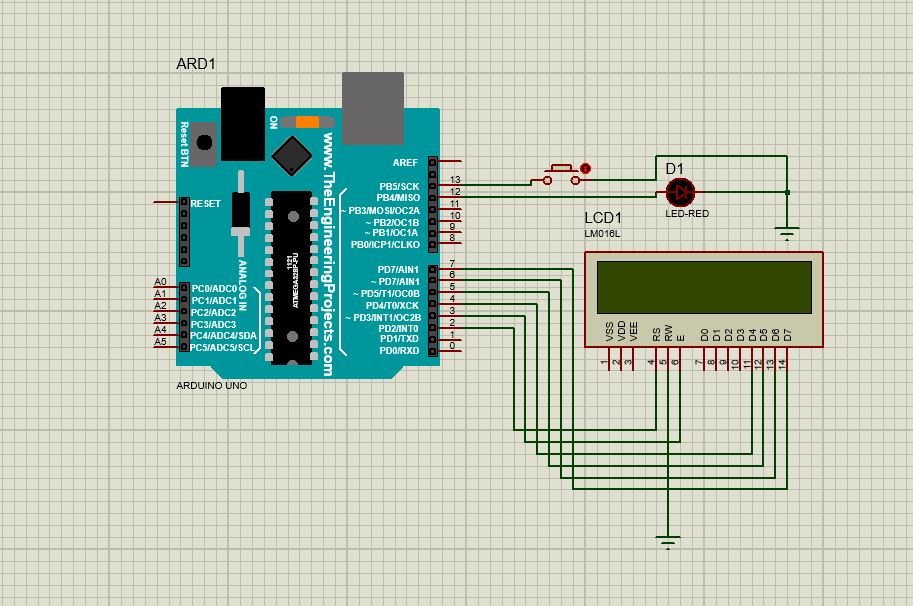 ARD1
ON
Reset BTN
www.TheEngineeringProjects.com
AREF
PB5/SCK 13
PB4/MISO 12
~ PB3/MOSI/OC2A 11
~ PB2/OC1B 10
~ PB1/OC1A 9
PB0/ICP1/CLKO 8
RESET
1121
ATMEGA328P-PU
PD7/AIN1 7
~ PD7/AIN1 6
~ PD5/T1/OC0B 5
PD4/T0/XCK 4
~ PD3/INT1/OC2B 3
PD2/INT0 2
PD1/TXD 1
PD0/RXD 0
ANALOG IN
A0 PC0/ADC0
A1 PC1/ADC1
A2 PC2/ADC2
A3 PC3/ADC3
A4 PC4/ADC4/SDA
A5 PC5/ADC5/SCL
ARDUINO UNO
D1
LED-RED
LCD1
LM016L
VSS VDD VEE RS RW E D0 D1 D2 D3 D4 D5 D6 D7
1 2 3 4 5 6 7 8 9 10 11 12 13 14